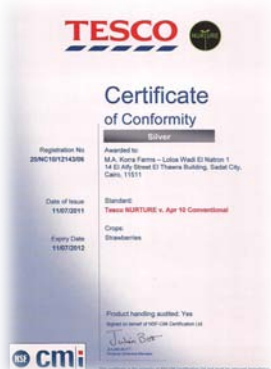 TESCO
NURTURE
Certificate
of Conformity
Silver
Registration No
20/NC10/12143/06
Awarded to
M.A. Korra Farms – Lotus Wadi El Natron 1
14 El Alfy Street El Thawra Building, Sadat City,
Cairo, 11511
Date of Issue
11/07/2011
Standard:
Tesco NURTURE v. Apr 10 Conventional
Expiry Date
11/07/2012
Crops:
Strawberries
Product handling audited: Yes
Signed on behalf of NSF-CMi Certification Ltd
NSF cmi